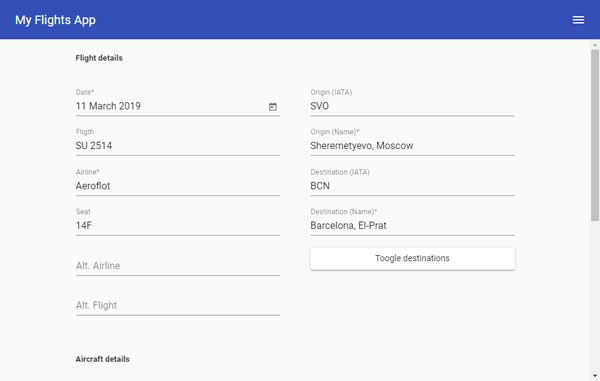 My Flights App
Flight details
Date*
11 March 2019
Fligth
SU 2514
Airline*
Aeroflot
Seat
14F
Alt. Airline
Alt. Flight
Origin (IATA)
SVO
Origin (Name)*
Sheremetyevo, Moscow
Destination (IATA)
BCN
Destination (Name)*
Barcelona, El-Prat
Toogle destinations
Aircraft details